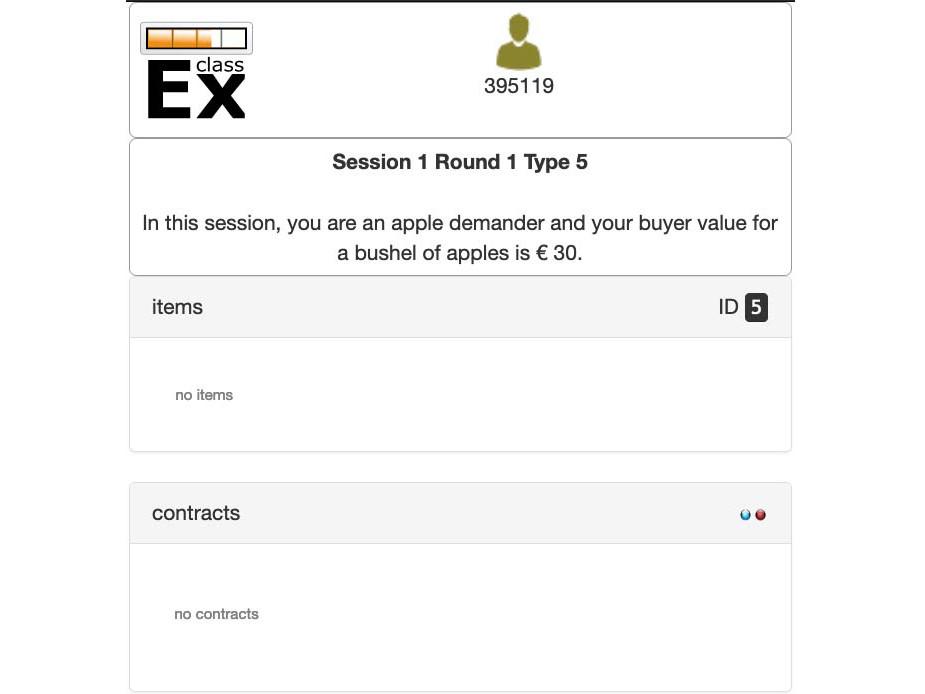 class
Ex
395119
Session 1 Round 1 Type 5
In this session, you are an apple demander and your buyer value for
a bushel of apples is € 30.
items ID 5
no items
contracts
no contracts